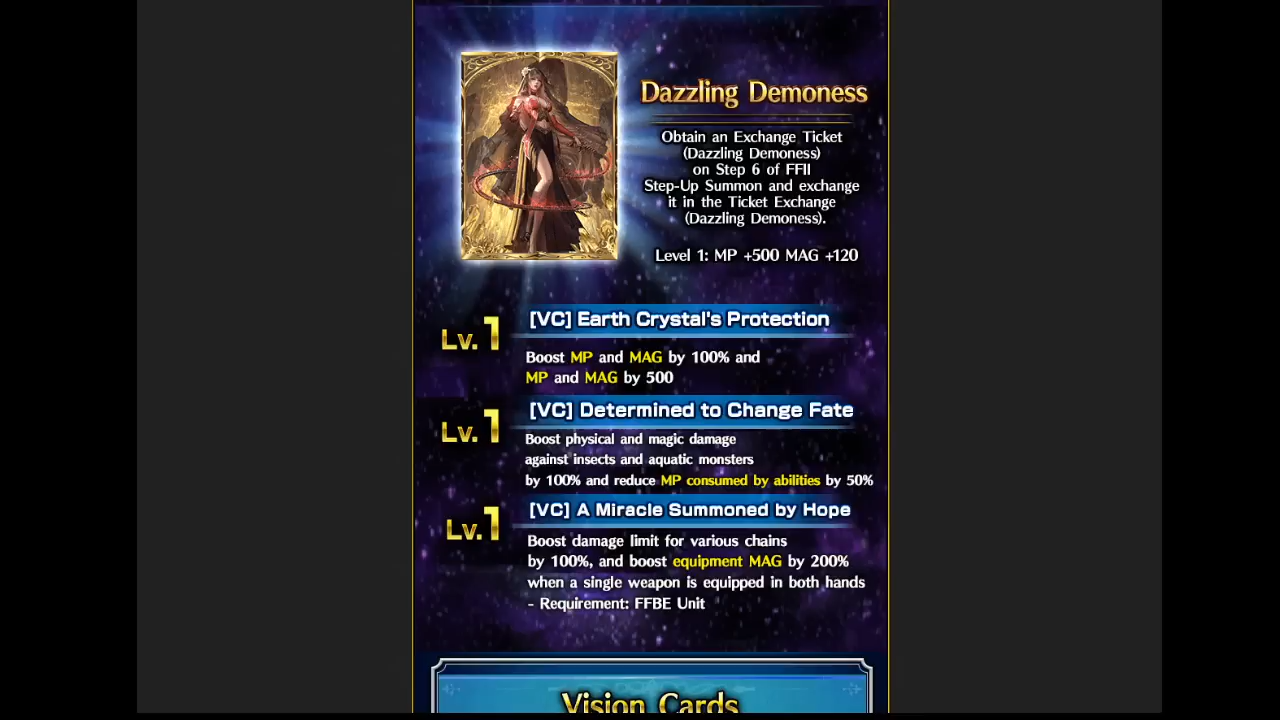 Dazzling Demoness
Obtain an Exchange Ticket
(Dazzling Demoness)
on Step 6 of FFII
Step-Up Summon and exchange
it in the Ticket Exchange
(Dazzling Demoness).
Level 1: MP +500 MAG +120
Lv.1
[VC] Earth Crystal's Protection
Boost MP and MAG by 100% and
MP and MAG by 500
Lv.1
[VC] Determined to Change Fate
Boost physical and magic damage
against insects and aquatic monsters
by 100% and reduce MP consumed by abilities by 50%
Lv.1
[VC] A Miracle Summoned by Hope
Boost damage limit for various chains
by 100%, and boost equipment MAG by 200%
when a single weapon is equipped in both hands
- Requirement: FFBE Unit
Vision Cards